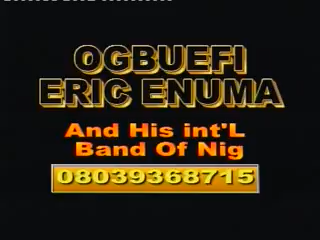 OGBUEFI
ERIC ENUMA
And His int'L
Band Of Nig
08039368715